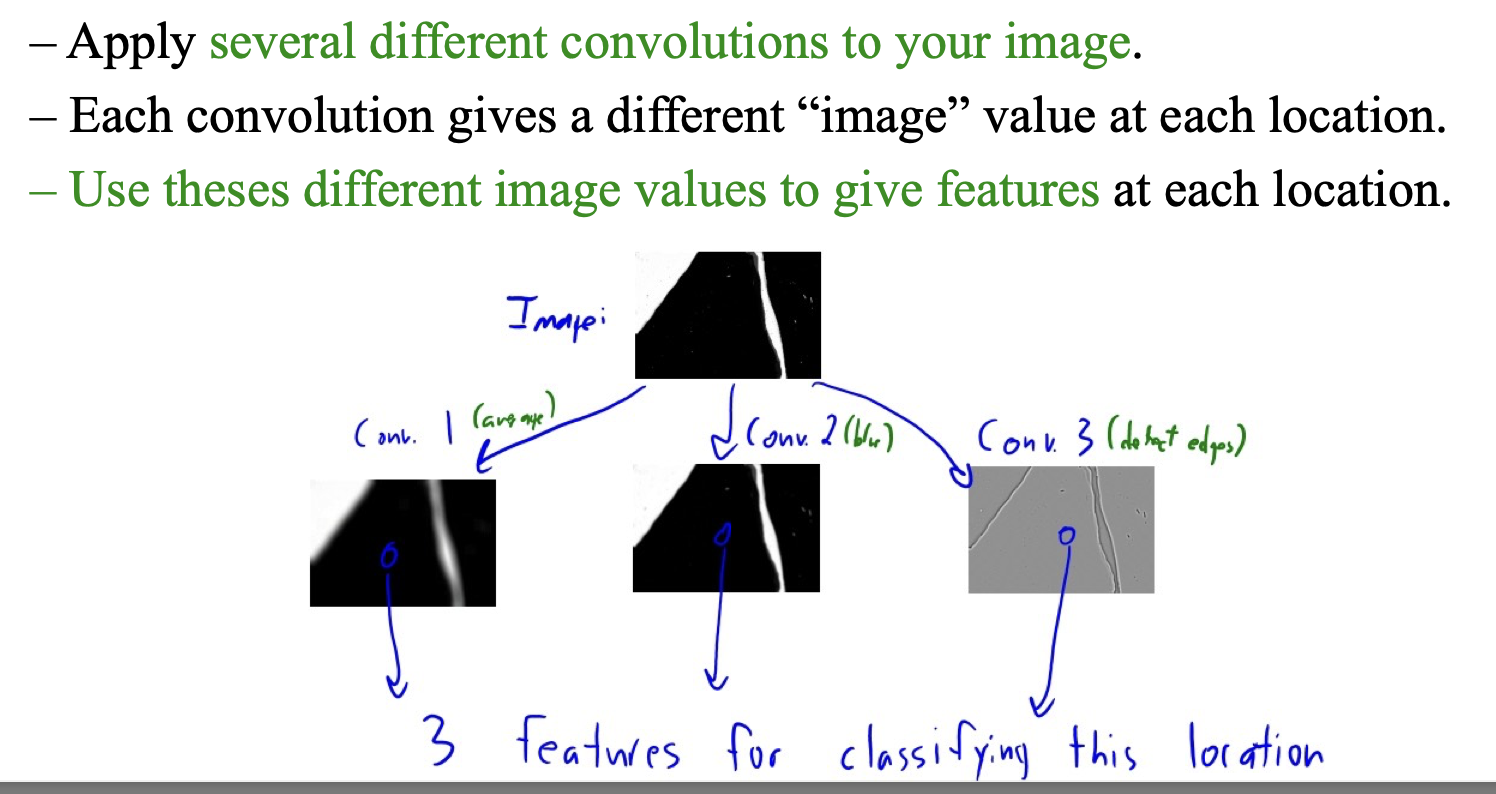 – Apply several different convolutions to your image.
– Each convolution gives a different “image” value at each location.
– Use theses different image values to give features at each location.
Image:
Conv. 1 (average)
Conv. 2 (blur)
Conv. 3 (detect edges)
3 features for classifying this location